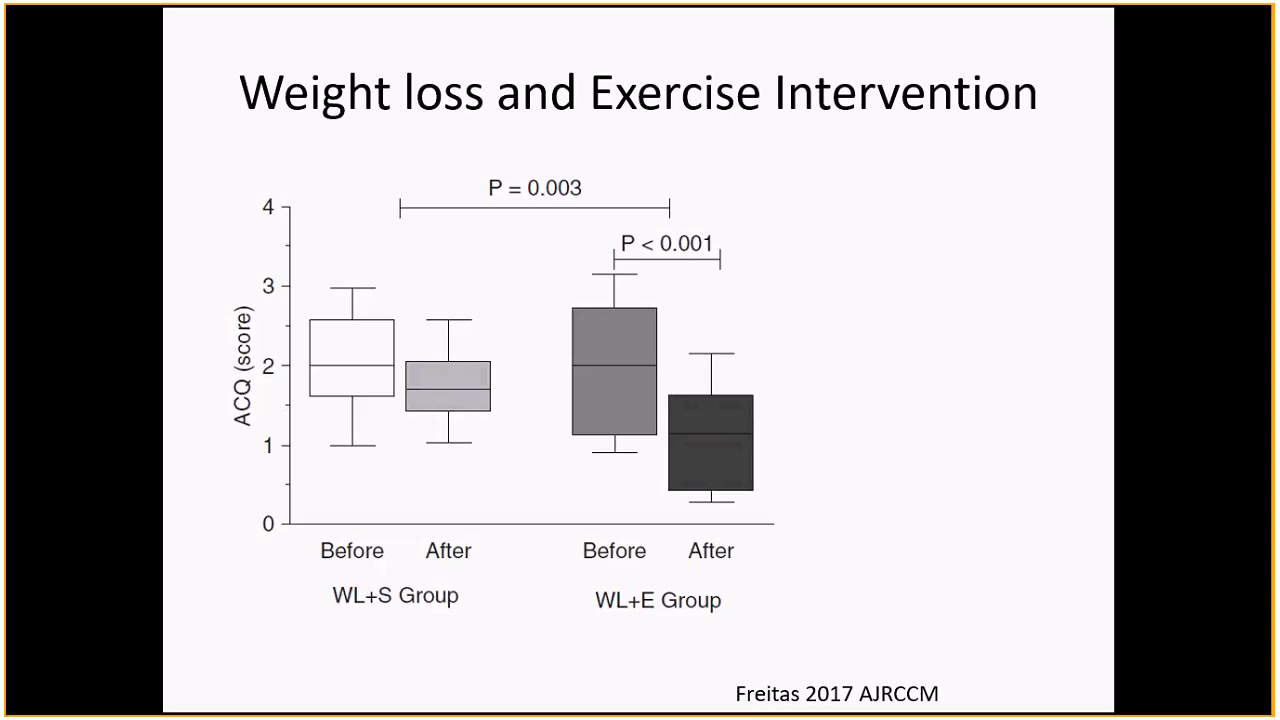 Weight loss and Exercise Intervention
P = 0.003
P < 0.001
4
3
2
1
0
ACQ (score)
Before After Before After
WL+S Group WL+E Group
Freitas 2017 AJRCCM